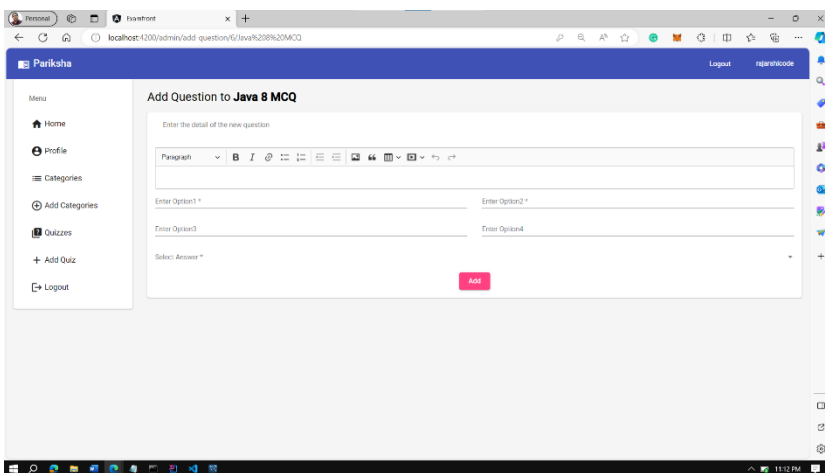 Personal
Examfront
localhost:4200/admin/add-question/6/Java%208%20MCQ
Pariksha
Logout
rajarshicode
Menu
Home
Profile
Categories
Add Categories
Quizzes
Add Quiz
Logout
Add Question to Java 8 MCQ
Enter the detail of the new question
Paragraph
Enter Option1 *
Enter Option2 *
Enter Option3
Enter Option4
Select Answer *
Add
11:12 PM